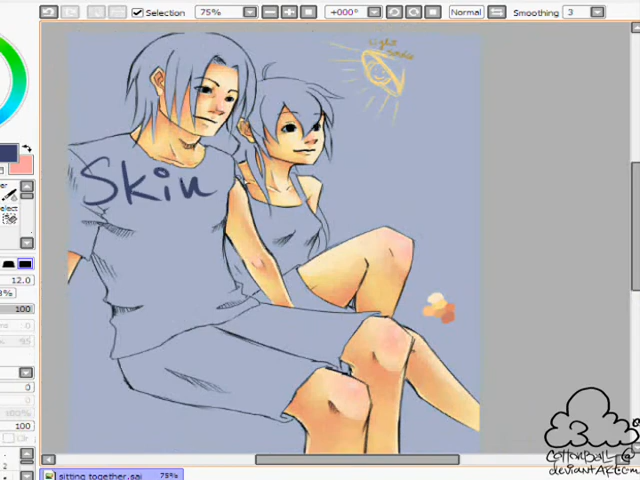 Selection
75%
+000°
Normal
Smoothing
3
light
Skin
12.0
100
0
100
sitting together.sai
75%
CottonBall@
deviantART.com